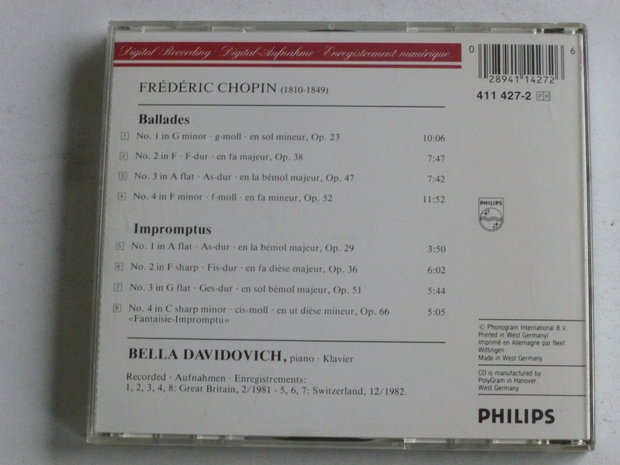 Digital Recording · Digital-Aufnahme · Enregistrement numérique
0 28941 14272 6
411 427-2 PH
FRÉDÉRIC CHOPIN (1810-1849)
Ballades
1 No. 1 in G minor · g-moll · en sol mineur, Op. 23 10:06
2 No. 2 in F · F-dur · en fa majeur, Op. 38 7:47
3 No. 3 in A flat · As-dur · en la bémol majeur, Op. 47 7:42
4 No. 4 in F minor · f-moll · en fa mineur, Op. 52 11:52
PHILIPS
Impromptus
5 No. 1 in A flat · As-dur · en la bémol majeur, Op. 29 3:50
6 No. 2 in F sharp · Fis-dur · en fa dièse majeur, Op. 36 6:02
7 No. 3 in G flat · Ges-dur · en sol bémol majeur, Op. 51 5:44
8 No. 4 in C sharp minor · cis-moll · en ut dièse mineur, Op. 66 5:05
«Fantaisie-Impromptu»
BELLA DAVIDOVICH, piano · Klavier
Recorded · Aufnahmen · Enregistrements:
1, 2, 3, 4, 8: Great Britain, 2/1981 - 5, 6, 7: Switzerland, 12/1982.
℗ Phonogram International B.V.
Printed in West Germany/
Imprimé en Allemagne par Neef
Wittingen.
Made in West Germany
CD is manufactured by
PolyGram in Hanover,
West Germany
PHILIPS